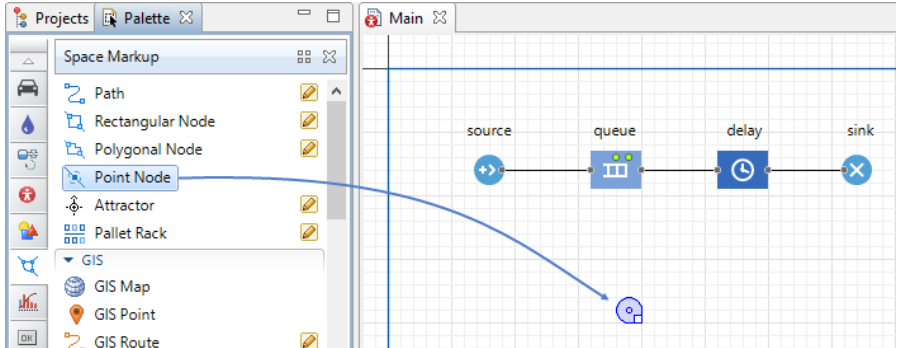 Projects
Palette
Main
Space Markup
Path
Rectangular Node
Polygonal Node
Point Node
Attractor
Pallet Rack
GIS
GIS Map
GIS Point
GIS Route
OK
source
queue
delay
sink